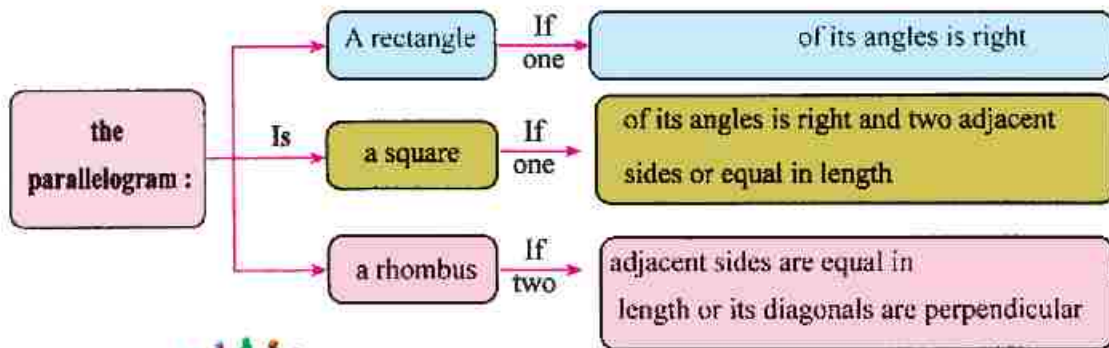 the
parallelogram :
Is
A rectangle
If
one
of its angles is right
a square
If
one
of its angles is right and two adjacent
sides or equal in length
a rhombus
If
two
adjacent sides are equal in
length or its diagonals are perpendicular